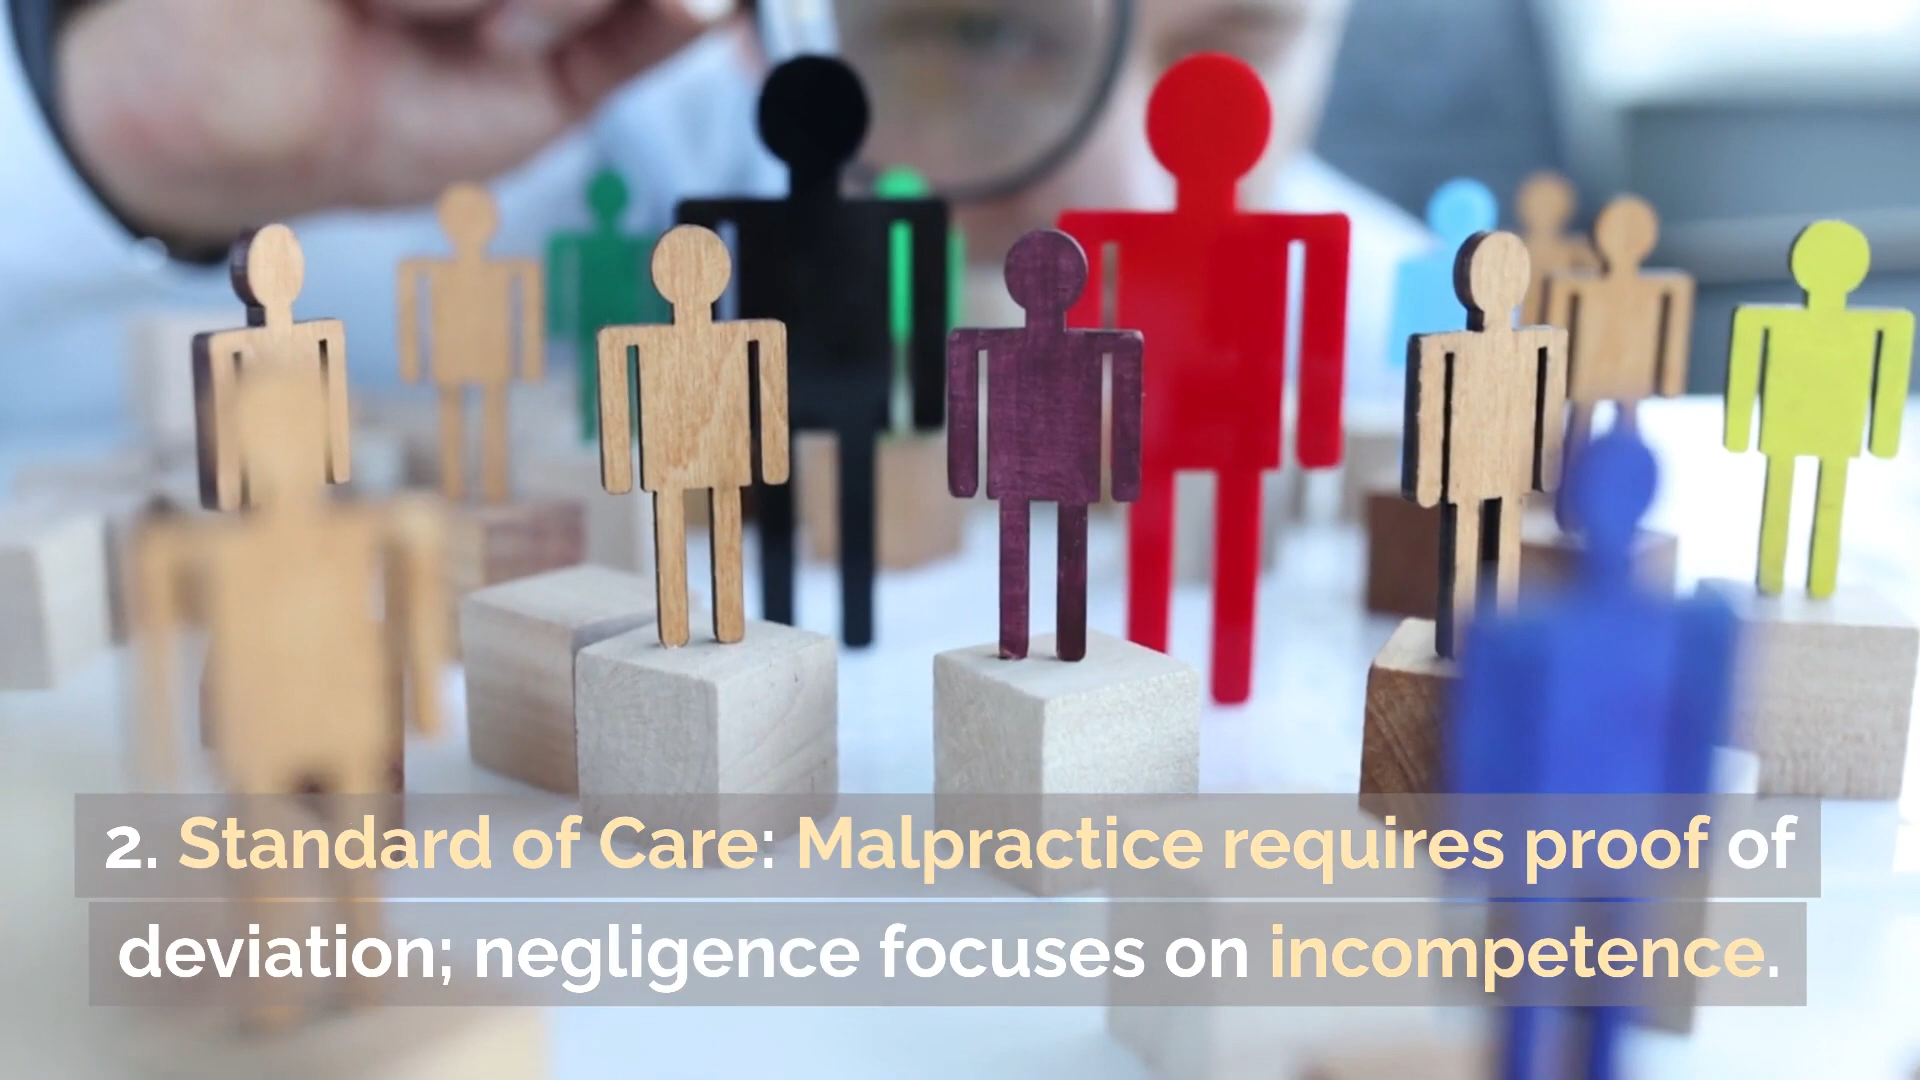 2. Standard of Care: Malpractice requires proof of
deviation; negligence focuses on incompetence.